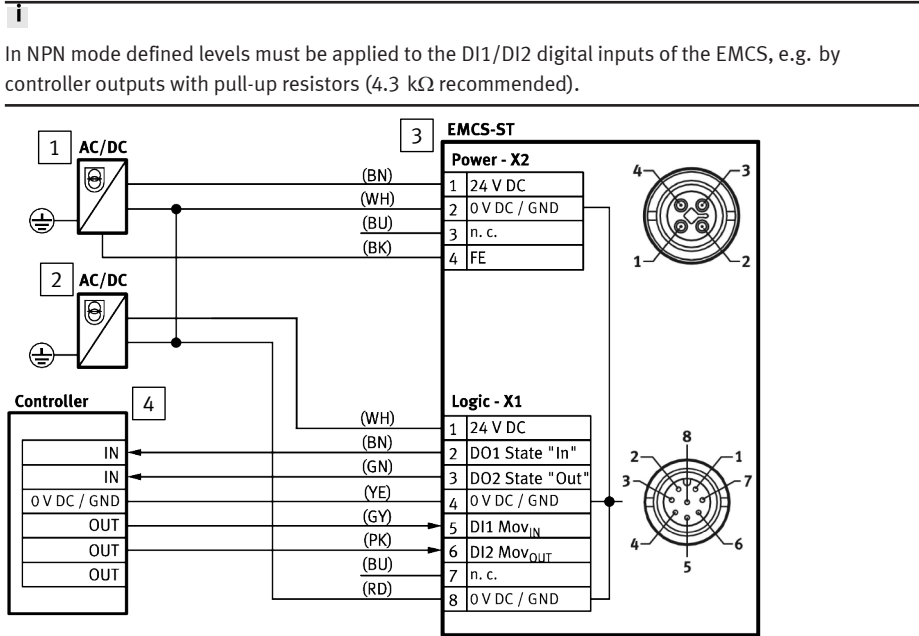 i
In NPN mode defined levels must be applied to the DI1/DI2 digital inputs of the EMCS, e.g. by
controller outputs with pull-up resistors (4.3 kΩ recommended).
1 AC/DC
3 EMCS-ST
Power - X2
(BN) 1 24 V DC
(WH) 2 0 V DC / GND
(BU) 3 n. c.
(BK) 4 FE
4 3
1 2
2 AC/DC
Controller 4
Logic - X1
(WH) 1 24 V DC
IN (BN) 2 DO1 State "In"
IN (GN) 3 DO2 State "Out"
0 V DC / GND (YE) 4 0 V DC / GND
OUT (GY) 5 DI1 MovIN
OUT (PK) 6 DI2 MovOUT
OUT (BU) 7 n. c.
(RD) 8 0 V DC / GND
8
2 1
3 7
4 6
5